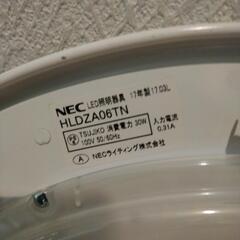 NEC LED照明器具 17年製 17.03L
HLDZA06TN
TSUJIKO 消費電力 30W 入力電流
100V 50/60Hz 0.31A
A NECライティング株式会社